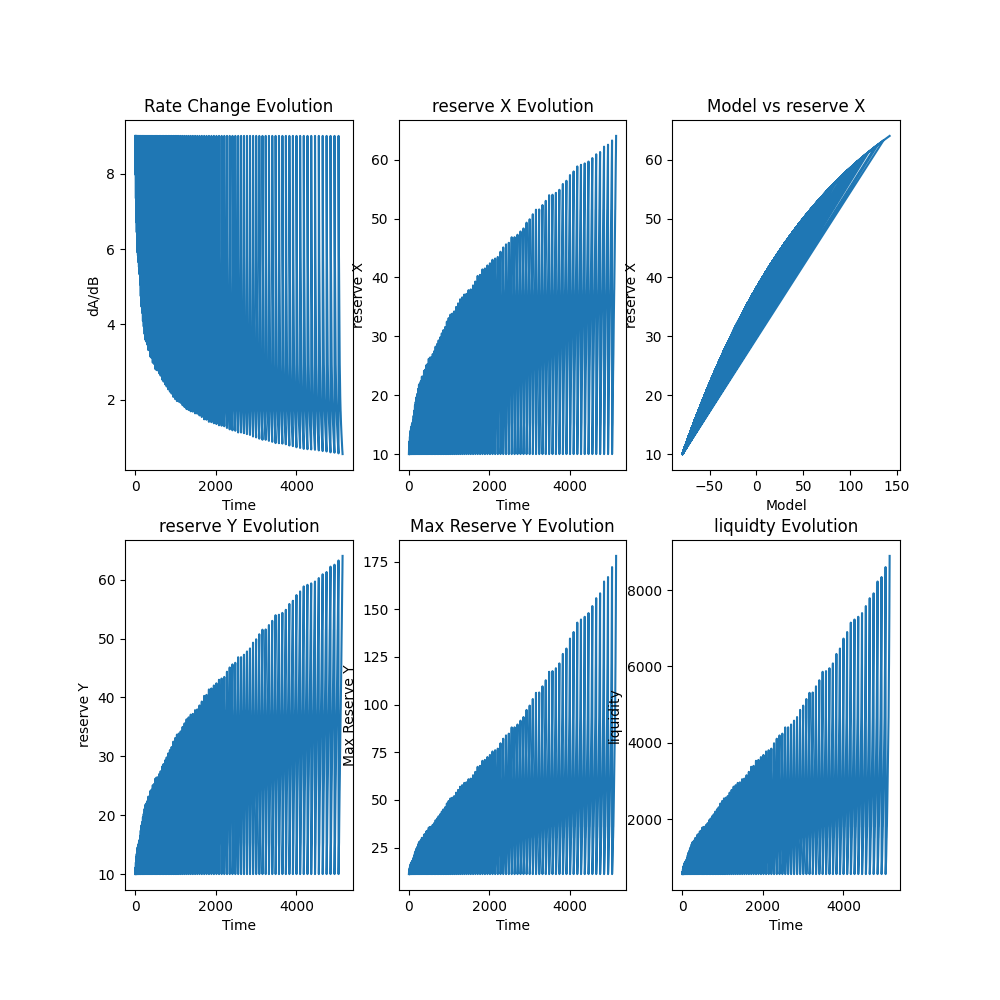 Rate Change Evolution
dA/dB
8
6
4
2
0
2000
4000
Time
reserve X Evolution
reserve X
60
50
40
30
20
10
0
2000
4000
Time
Model vs reserve X
reserve X
60
50
40
30
20
10
−50
0
50
100
150
Model
reserve Y Evolution
reserve Y
60
50
40
30
20
10
0
2000
4000
Time
Max Reserve Y Evolution
Max Reserve Y
175
150
125
100
75
50
25
0
2000
4000
Time
liquidty Evolution
liquidity
8000
6000
4000
2000
0
2000
4000
Time